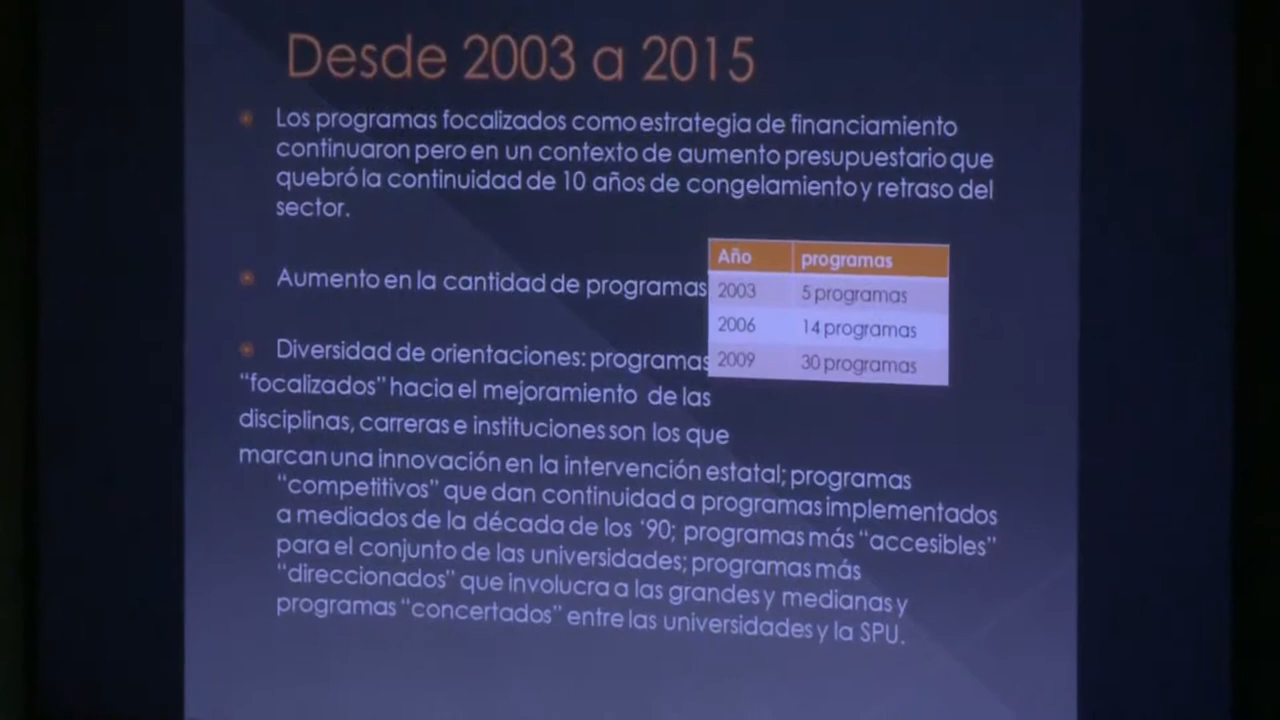 Desde 2003 a 2015
Los programas focalizados como estrategia de financiamiento
continuaron pero en un contexto de aumento presupuestario que
quebró la continuidad de 10 años de congelamiento y retraso del
sector.
Aumento en la cantidad de programas
Año programas
2003 5 programas
2006 14 programas
2009 30 programas
Diversidad de orientaciones: programas
“focalizados” hacia el mejoramiento de las
disciplinas, carreras e instituciones son los que
marcan una innovación en la intervención estatal; programas
“competitivos” que dan continuidad a programas implementados
a mediados de la década de los ‘90; programas más “accesibles”
para el conjunto de las universidades; programas más
“direccionados” que involucra a las grandes y medianas y
programas “concertados” entre las universidades y la SPU.